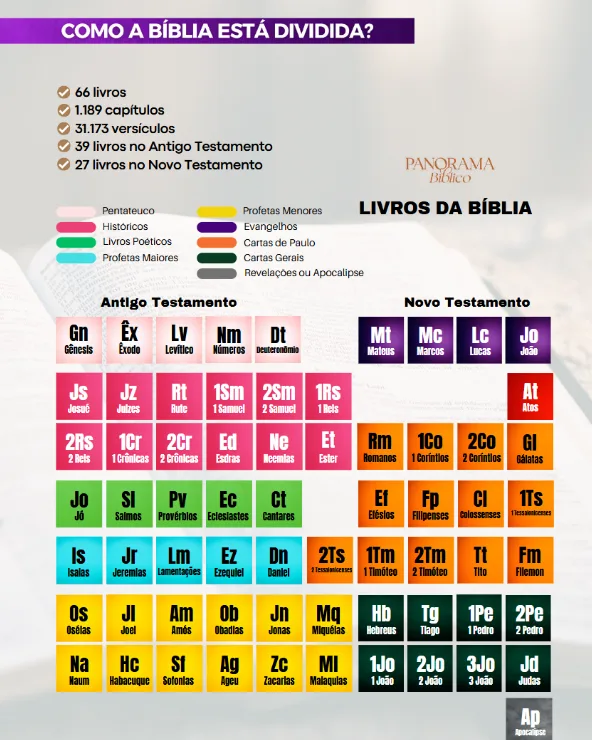 COMO A BÍBLIA ESTÁ DIVIDIDA?
66 livros
1.189 capítulos
31.173 versículos
39 livros no Antigo Testamento
27 livros no Novo Testamento
PANORAMA
Bíblico
LIVROS DA BÍBLIA
Pentateuco
Históricos
Livros Poéticos
Profetas Maiores
Profetas Menores
Evangelhos
Cartas de Paulo
Cartas Gerais
Revelações ou Apocalipse
Antigo Testamento
Novo Testamento
Gn Êx Lv Nm Dt Mt Mc Lc Jo
Gênesis Êxodo Levítico Números Deuteronômio Mateus Marcos Lucas João
Js Jz Rt 1Sm 2Sm 1Rs At
Josué Juízes Rute 1 Samuel 2 Samuel 1 Reis Atos
2Rs 1Cr 2Cr Ed Ne Et Rm 1Co 2Co Gl
2 Reis 1 Crônicas 2 Crônicas Esdras Neemias Ester Romanos 1 Coríntios 2 Coríntios Gálatas
Jo Sl Pv Ec Ct Ef Fp Cl 1Ts
Jó Salmos Provérbios Eclesiastes Cantares Efésios Filipenses Colossenses 1 Tessalonicenses
Is Jr Lm Ez Dn 2Ts 1Tm 2Tm Tt Fm
Isaías Jeremias Lamentações Ezequiel Daniel 2 Tessalonicenses 1 Timóteo 2 Timóteo Tito Filemon
Os Jl Am Ob Jn Mq Hb Tg 1Pe 2Pe
Oséias Joel Amós Obadias Jonas Miquéias Hebreus Tiago 1 Pedro 2 Pedro
Na Hc Sf Ag Zc Ml 1Jo 2Jo 3Jo Jd
Naum Habacuque Sofonias Ageu Zacarias Malaquias 1 João 2 João 3 João Judas
Ap
Apocalipse